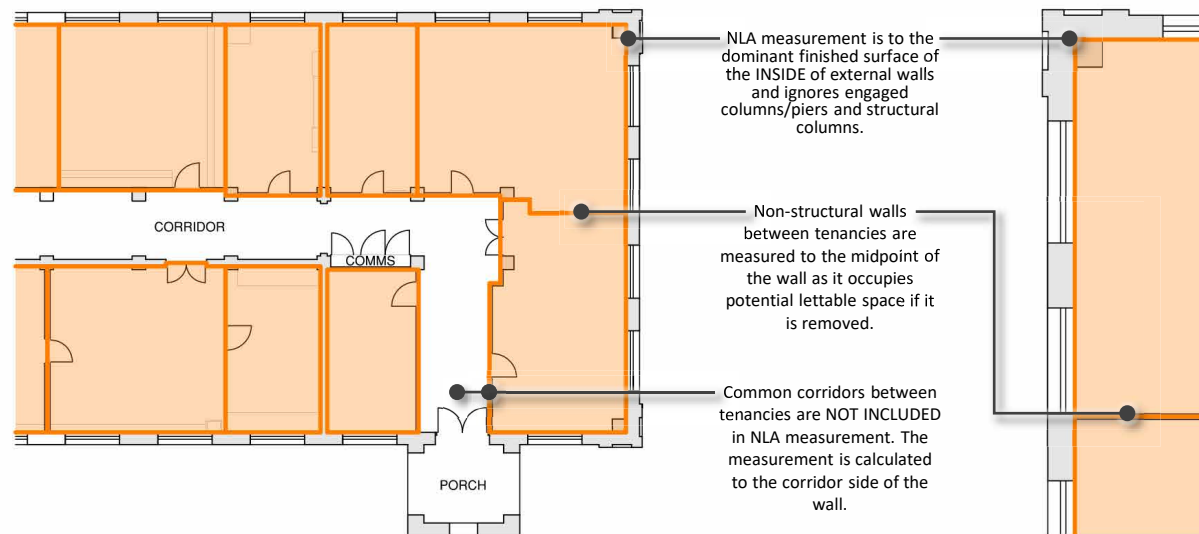 NLA measurement is to the
dominant finished surface of
the INSIDE of external walls
and ignores engaged
columns/piers and structural
columns.
CORRIDOR
COMMS
Non-structural walls
between tenancies are
measured to the midpoint of
the wall as it occupies
potential lettable space if it
is removed.
Common corridors between
tenancies are NOT INCLUDED
in NLA measurement. The
measurement is calculated
to the corridor side of the
wall.
PORCH